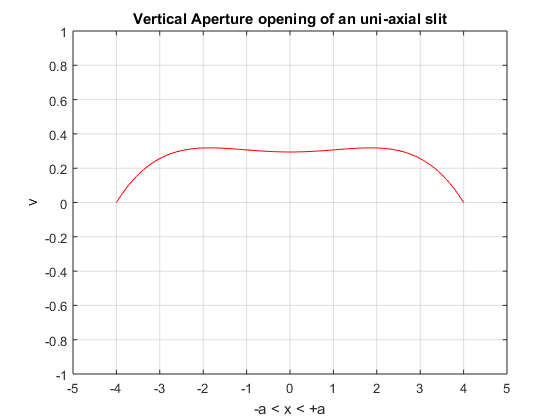 Vertical Aperture opening of an uni-axial slit
1
0.8
0.6
0.4
0.2
0
-0.2
-0.4
-0.6
-0.8
-1
v
-5 -4 -3 -2 -1 0 1 2 3 4 5
-a < x < +a